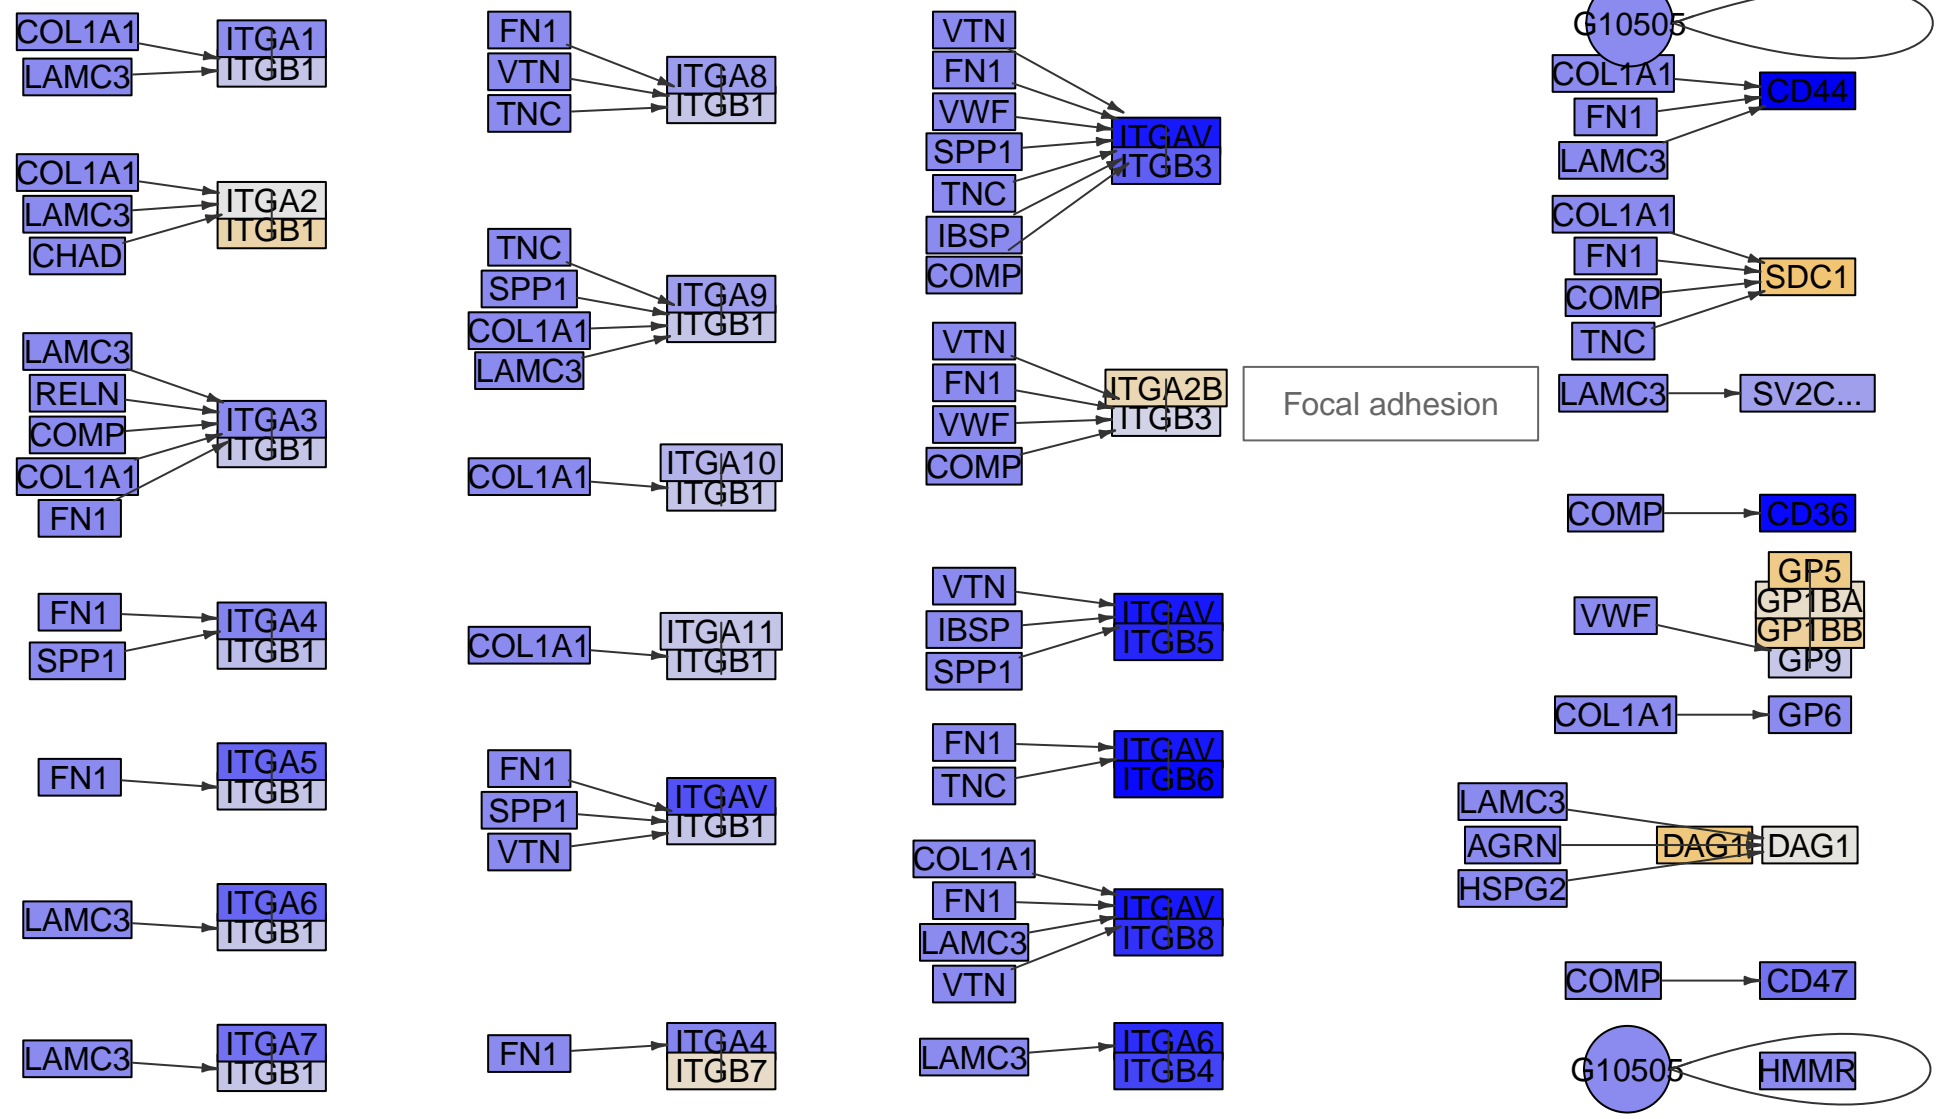 COL1A1
LAMC3
ITGA1
ITGB1
COL1A1
LAMC3
CHAD
ITGA2
ITGB1
LAMC3
RELN
COMP
COL1A1
FN1
ITGA3
ITGB1
FN1
SPP1
ITGA4
ITGB1
FN1
ITGA5
ITGB1
LAMC3
ITGA6
ITGB1
LAMC3
ITGA7
ITGB1
FN1
VTN
TNC
ITGA8
ITGB1
TNC
SPP1
COL1A1
LAMC3
ITGA9
ITGB1
COL1A1
ITGA10
ITGB1
COL1A1
ITGA11
ITGB1
FN1
SPP1
VTN
ITGAV
ITGB1
FN1
ITGA4
ITGB7
VTN
FN1
VWF
SPP1
TNC
IBSP
COMP
ITGAV
ITGB3
VTN
FN1
VWF
COMP
ITGA2B
ITGB3
Focal adhesion
VTN
IBSP
SPP1
ITGAV
ITGB5
FN1
TNC
ITGAV
ITGB6
COL1A1
FN1
LAMC3
VTN
ITGAV
ITGB8
LAMC3
ITGA6
ITGB4
G10505
COL1A1
FN1
LAMC3
CD44
COL1A1
FN1
COMP
TNC
SDC1
LAMC3
SV2C...
COMP
CD36
VWF
GP5
GP1BA
GP1BB
GP9
COL1A1
GP6
LAMC3
AGRN
HSPG2
DAG1
DAG1
COMP
CD47
G10505
HMMR